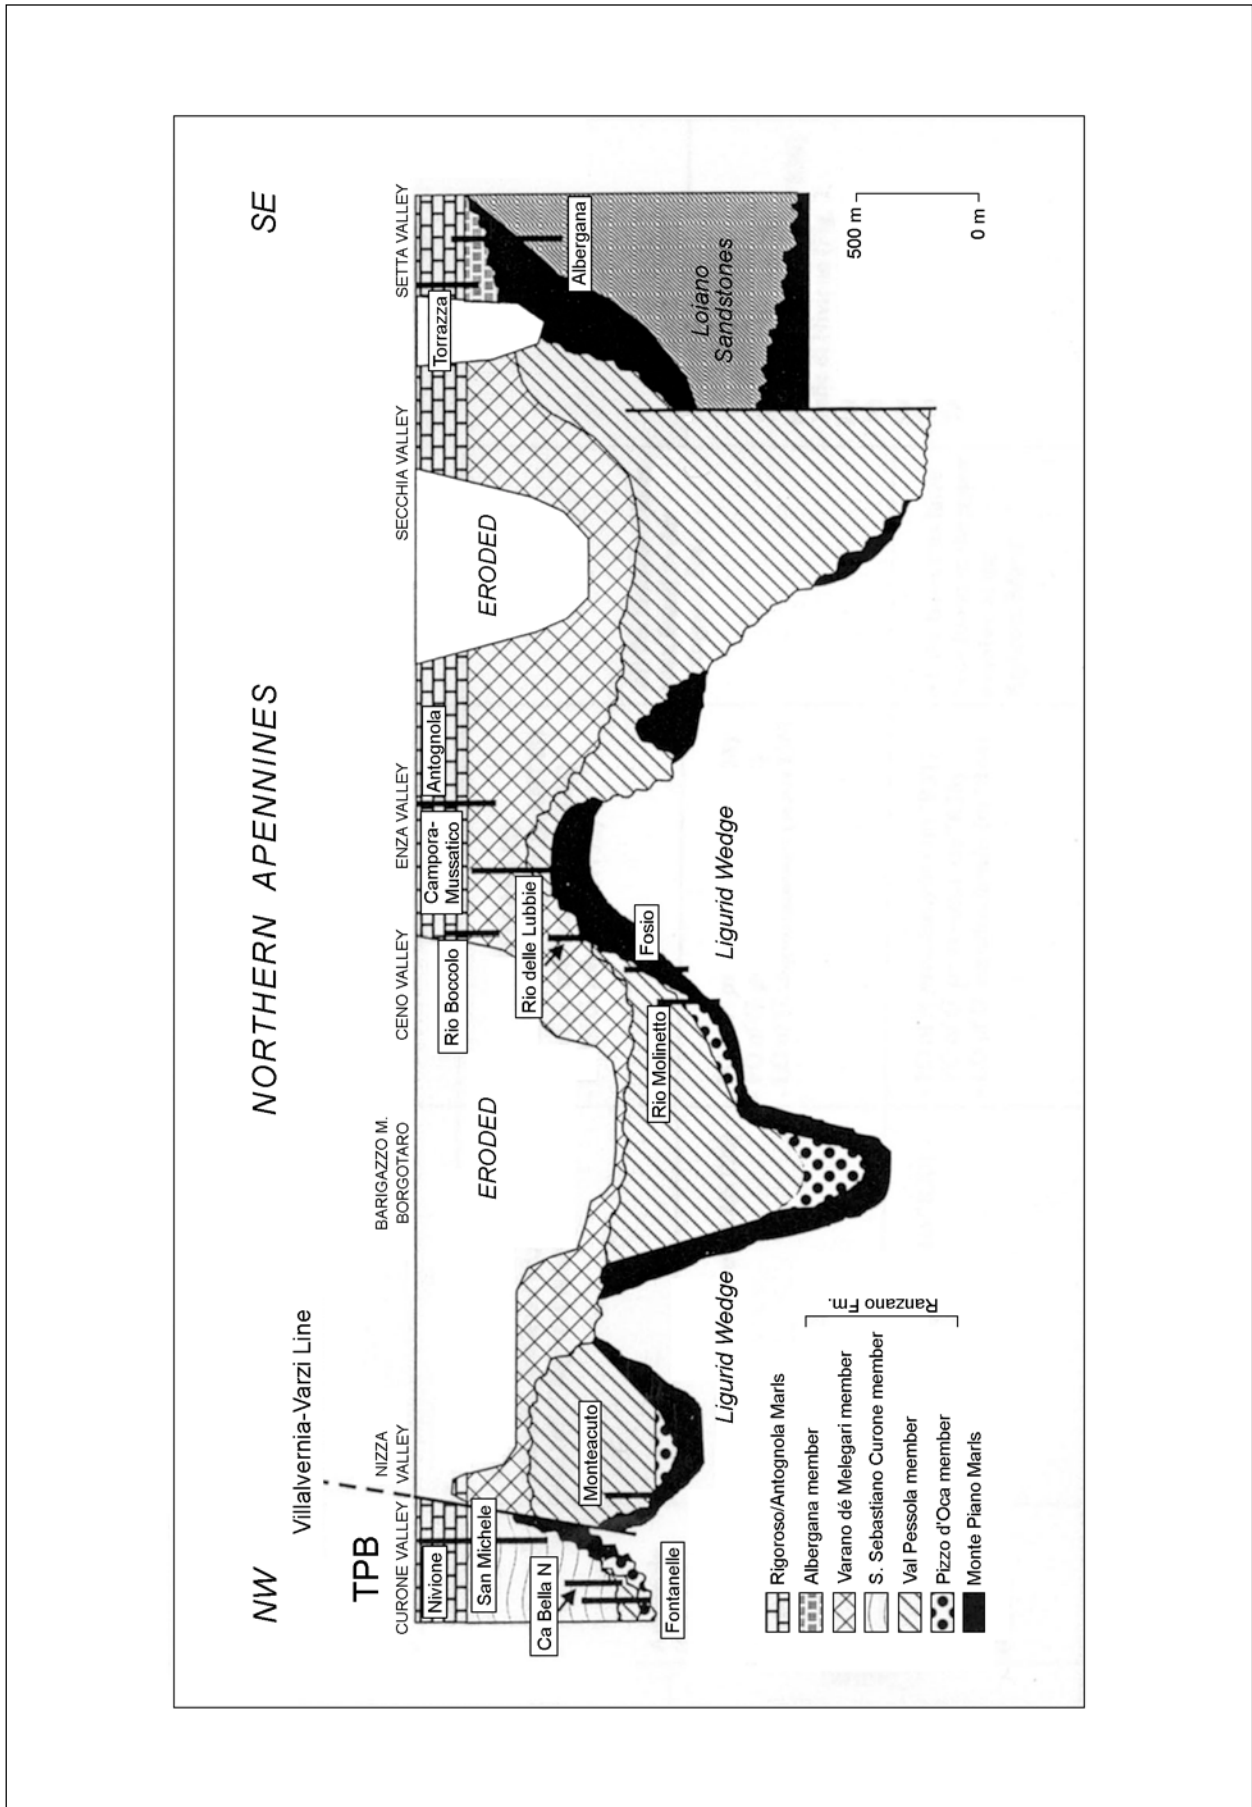 NORTHERN APENNINES
NW
SE
Villalvernia-Varzi Line
TPB
CURONE VALLEY
NIZZA
VALLEY
BARIGAZZO M.
BORGOTARO
CENO VALLEY
ENZA VALLEY
SECCHIA VALLEY
SETTA VALLEY
Nivione
San Michele
Ca Bella N
Fontanelle
Monteacuto
ERODED
Rio Boccolo
Rio delle Lubbie
Rio Molinetto
Fosio
Campora-
Mussatico
Antognola
ERODED
Torrazza
Albergana
Loiano
Sandstones
Ligurid Wedge
Ligurid Wedge
500 m
0 m
Rigoroso/Antognola Marls
Albergana member
Varano dé Melegari member
S. Sebastiano Curone member
Val Pessola member
Pizzo d'Oca member
Monte Piano Marls
Ranzano Fm.